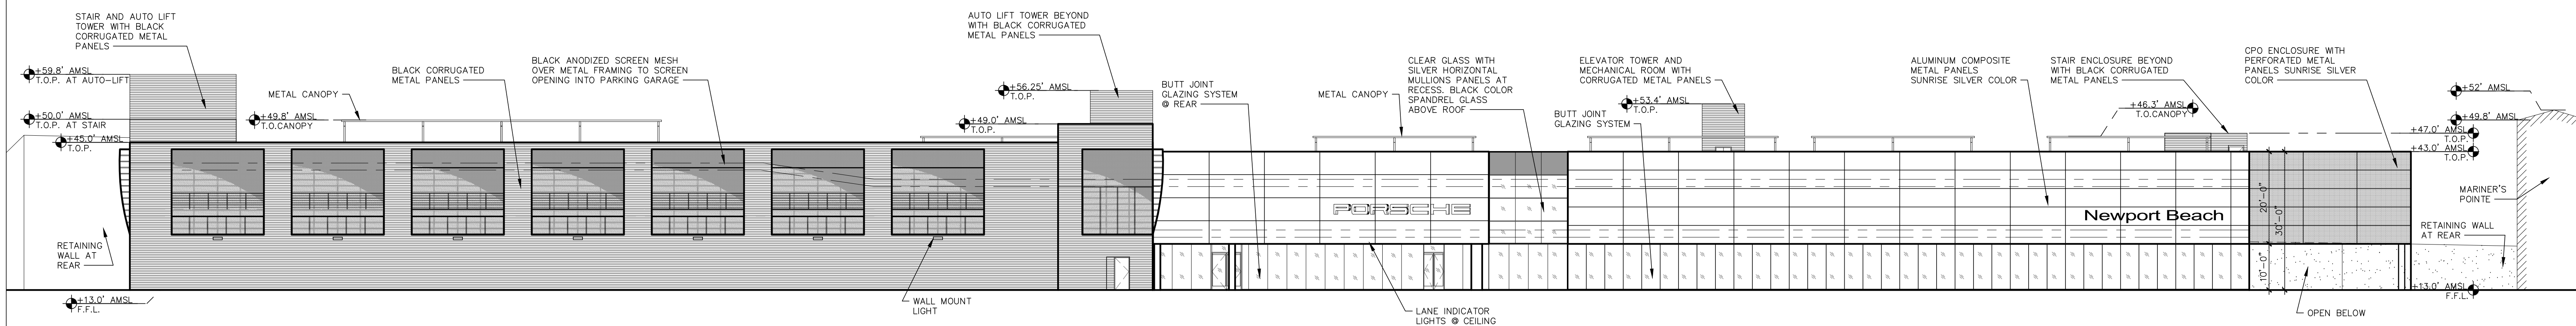 STAIR AND AUTO LIFT
TOWER WITH BLACK
CORRUGATED METAL
PANELS
+59.8' AMSL
T.O.P. AT AUTO-LIFT
+50.0' AMSL
T.O.P. AT STAIR
+45.0' AMSL
T.O.P.
RETAINING
WALL AT
REAR
+13.0' AMSL
F.F.L.
METAL CANOPY
+49.8' AMSL
T.O.CANOPY
BLACK CORRUGATED
METAL PANELS
BLACK ANODIZED SCREEN MESH
OVER METAL FRAMING TO SCREEN
OPENING INTO PARKING GARAGE
WALL MOUNT
LIGHT
AUTO LIFT TOWER BEYOND
WITH BLACK CORRUGATED
METAL PANELS
+56.25' AMSL
T.O.P.
+49.0' AMSL
T.O.P.
BUTT JOINT
GLAZING SYSTEM
@ REAR
METAL CANOPY
CLEAR GLASS WITH
SILVER HORIZONTAL
MULLIONS PANELS AT
RECESS. BLACK COLOR
SPANDREL GLASS
ABOVE ROOF
PORSCHE
LANE INDICATOR
LIGHTS @ CEILING
ELEVATOR TOWER AND
MECHANICAL ROOM WITH
CORRUGATED METAL PANELS
+53.4' AMSL
T.O.P.
BUTT JOINT
GLAZING SYSTEM
ALUMINUM COMPOSITE
METAL PANELS
SUNRISE SILVER COLOR
STAIR ENCLOSURE BEYOND
WITH BLACK CORRUGATED
METAL PANELS
+46.3' AMSL
T.O.CANOPY
Newport Beach
CPO ENCLOSURE WITH
PERFORATED METAL
PANELS SUNRISE SILVER
COLOR
20'-0"
30'-0"
10'-0"
OPEN BELOW
+52' AMSL
+49.8' AMSL
+47.0' AMSL
T.O.P.
+43.0' AMSL
T.O.P.
MARINER'S
POINTE
RETAINING WALL
AT REAR
+13.0' AMSL
F.F.L.